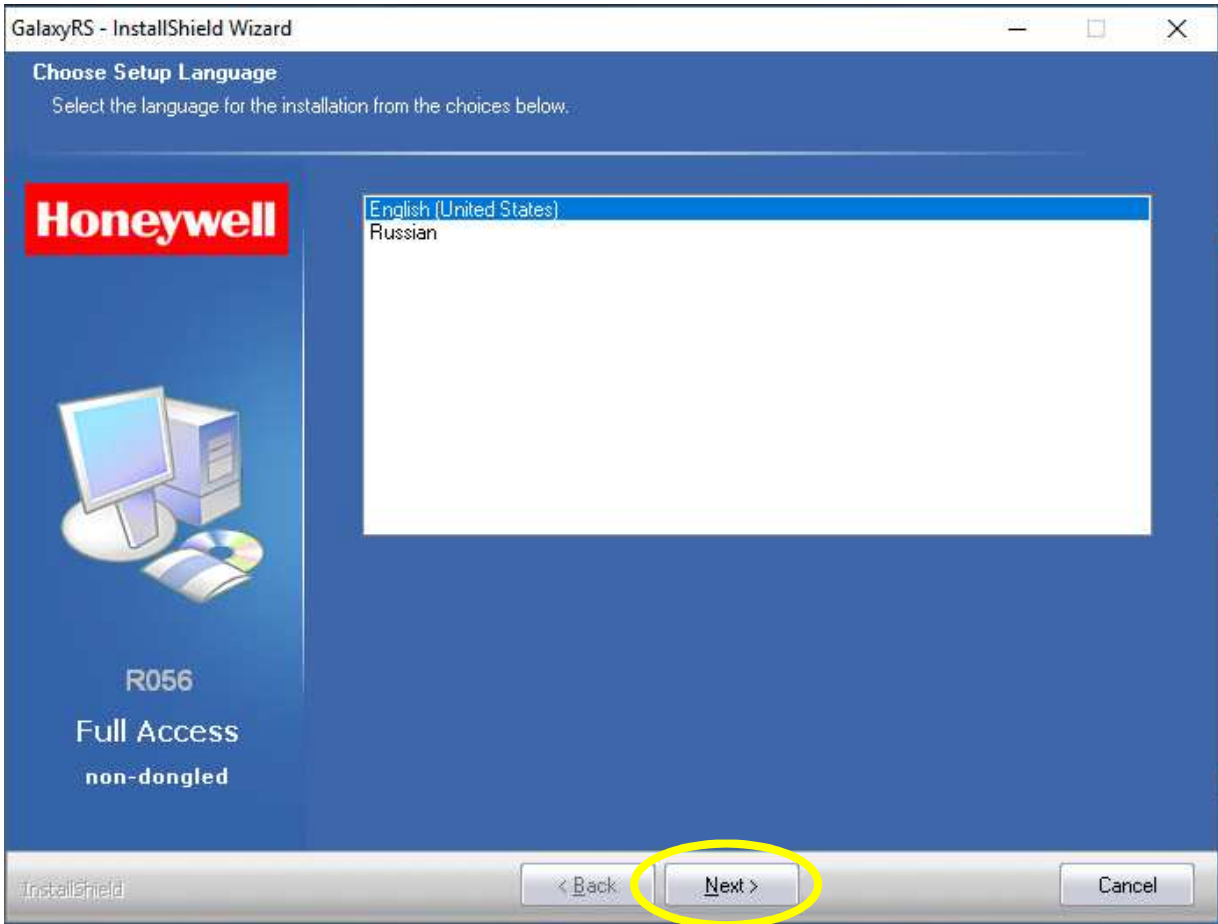 GalaxyRS - InstallShield Wizard
Choose Setup Language
Select the language for the installation from the choices below.
Honeywell
English (United States)
Russian
R056
Full Access
non-dongled
InstallShield
< Back
Next >
Cancel